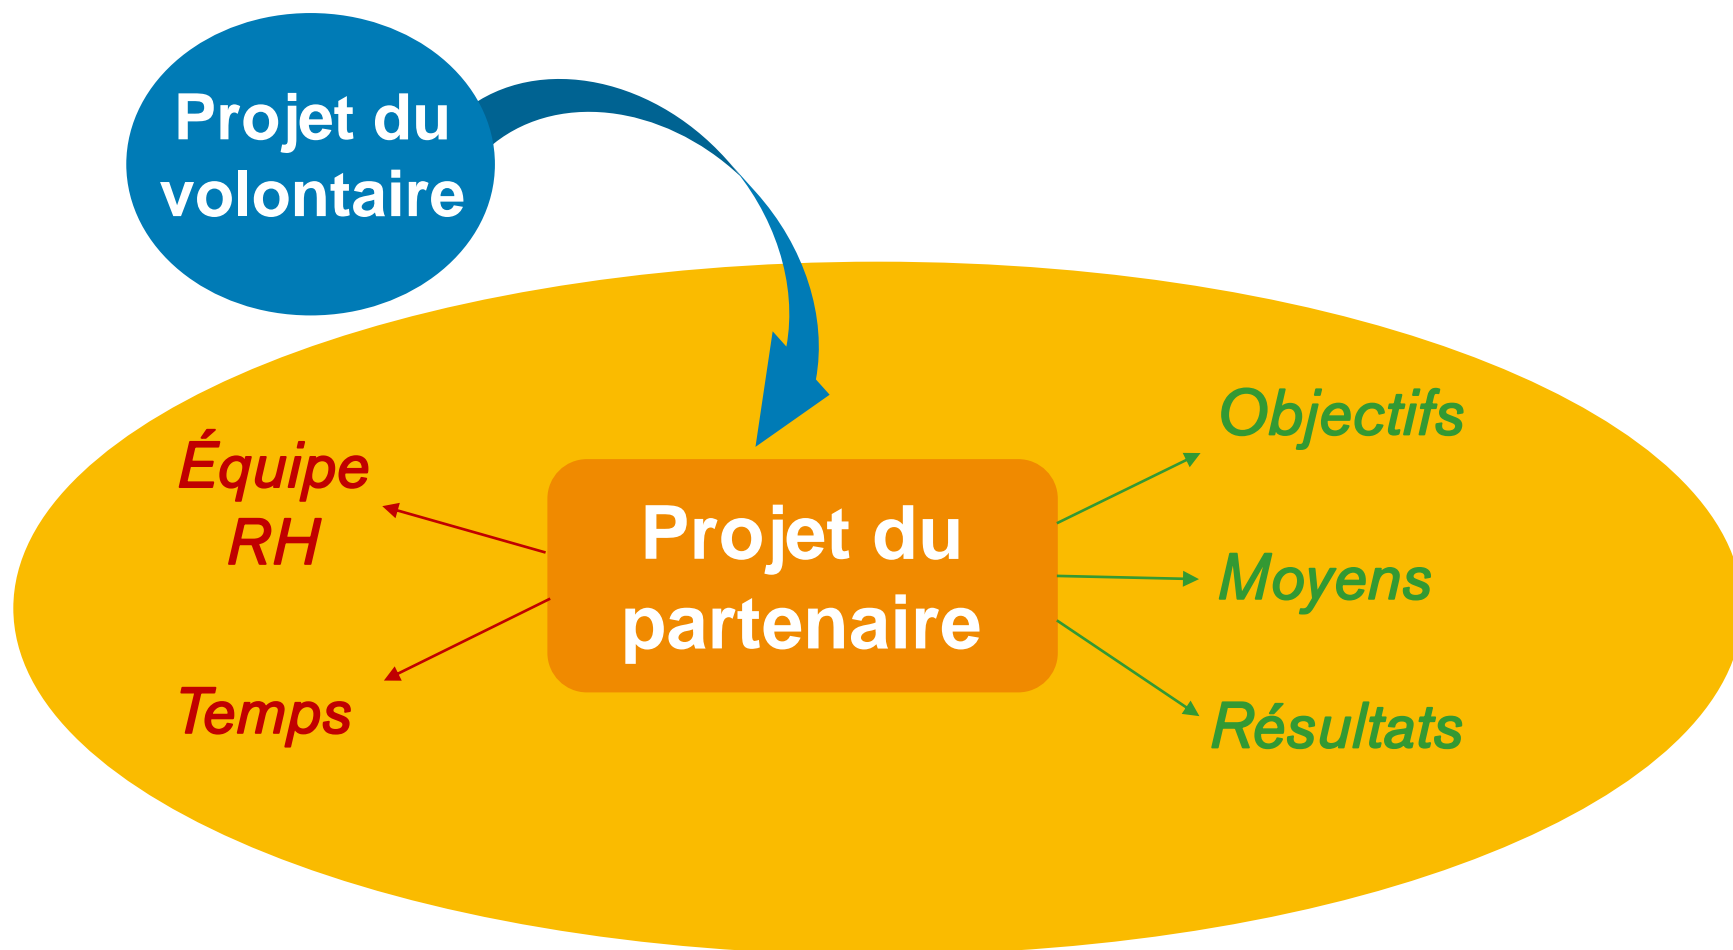 Projet du
volontaire
Équipe
RH
Temps
Projet du
partenaire
Objectifs
Moyens
Résultats